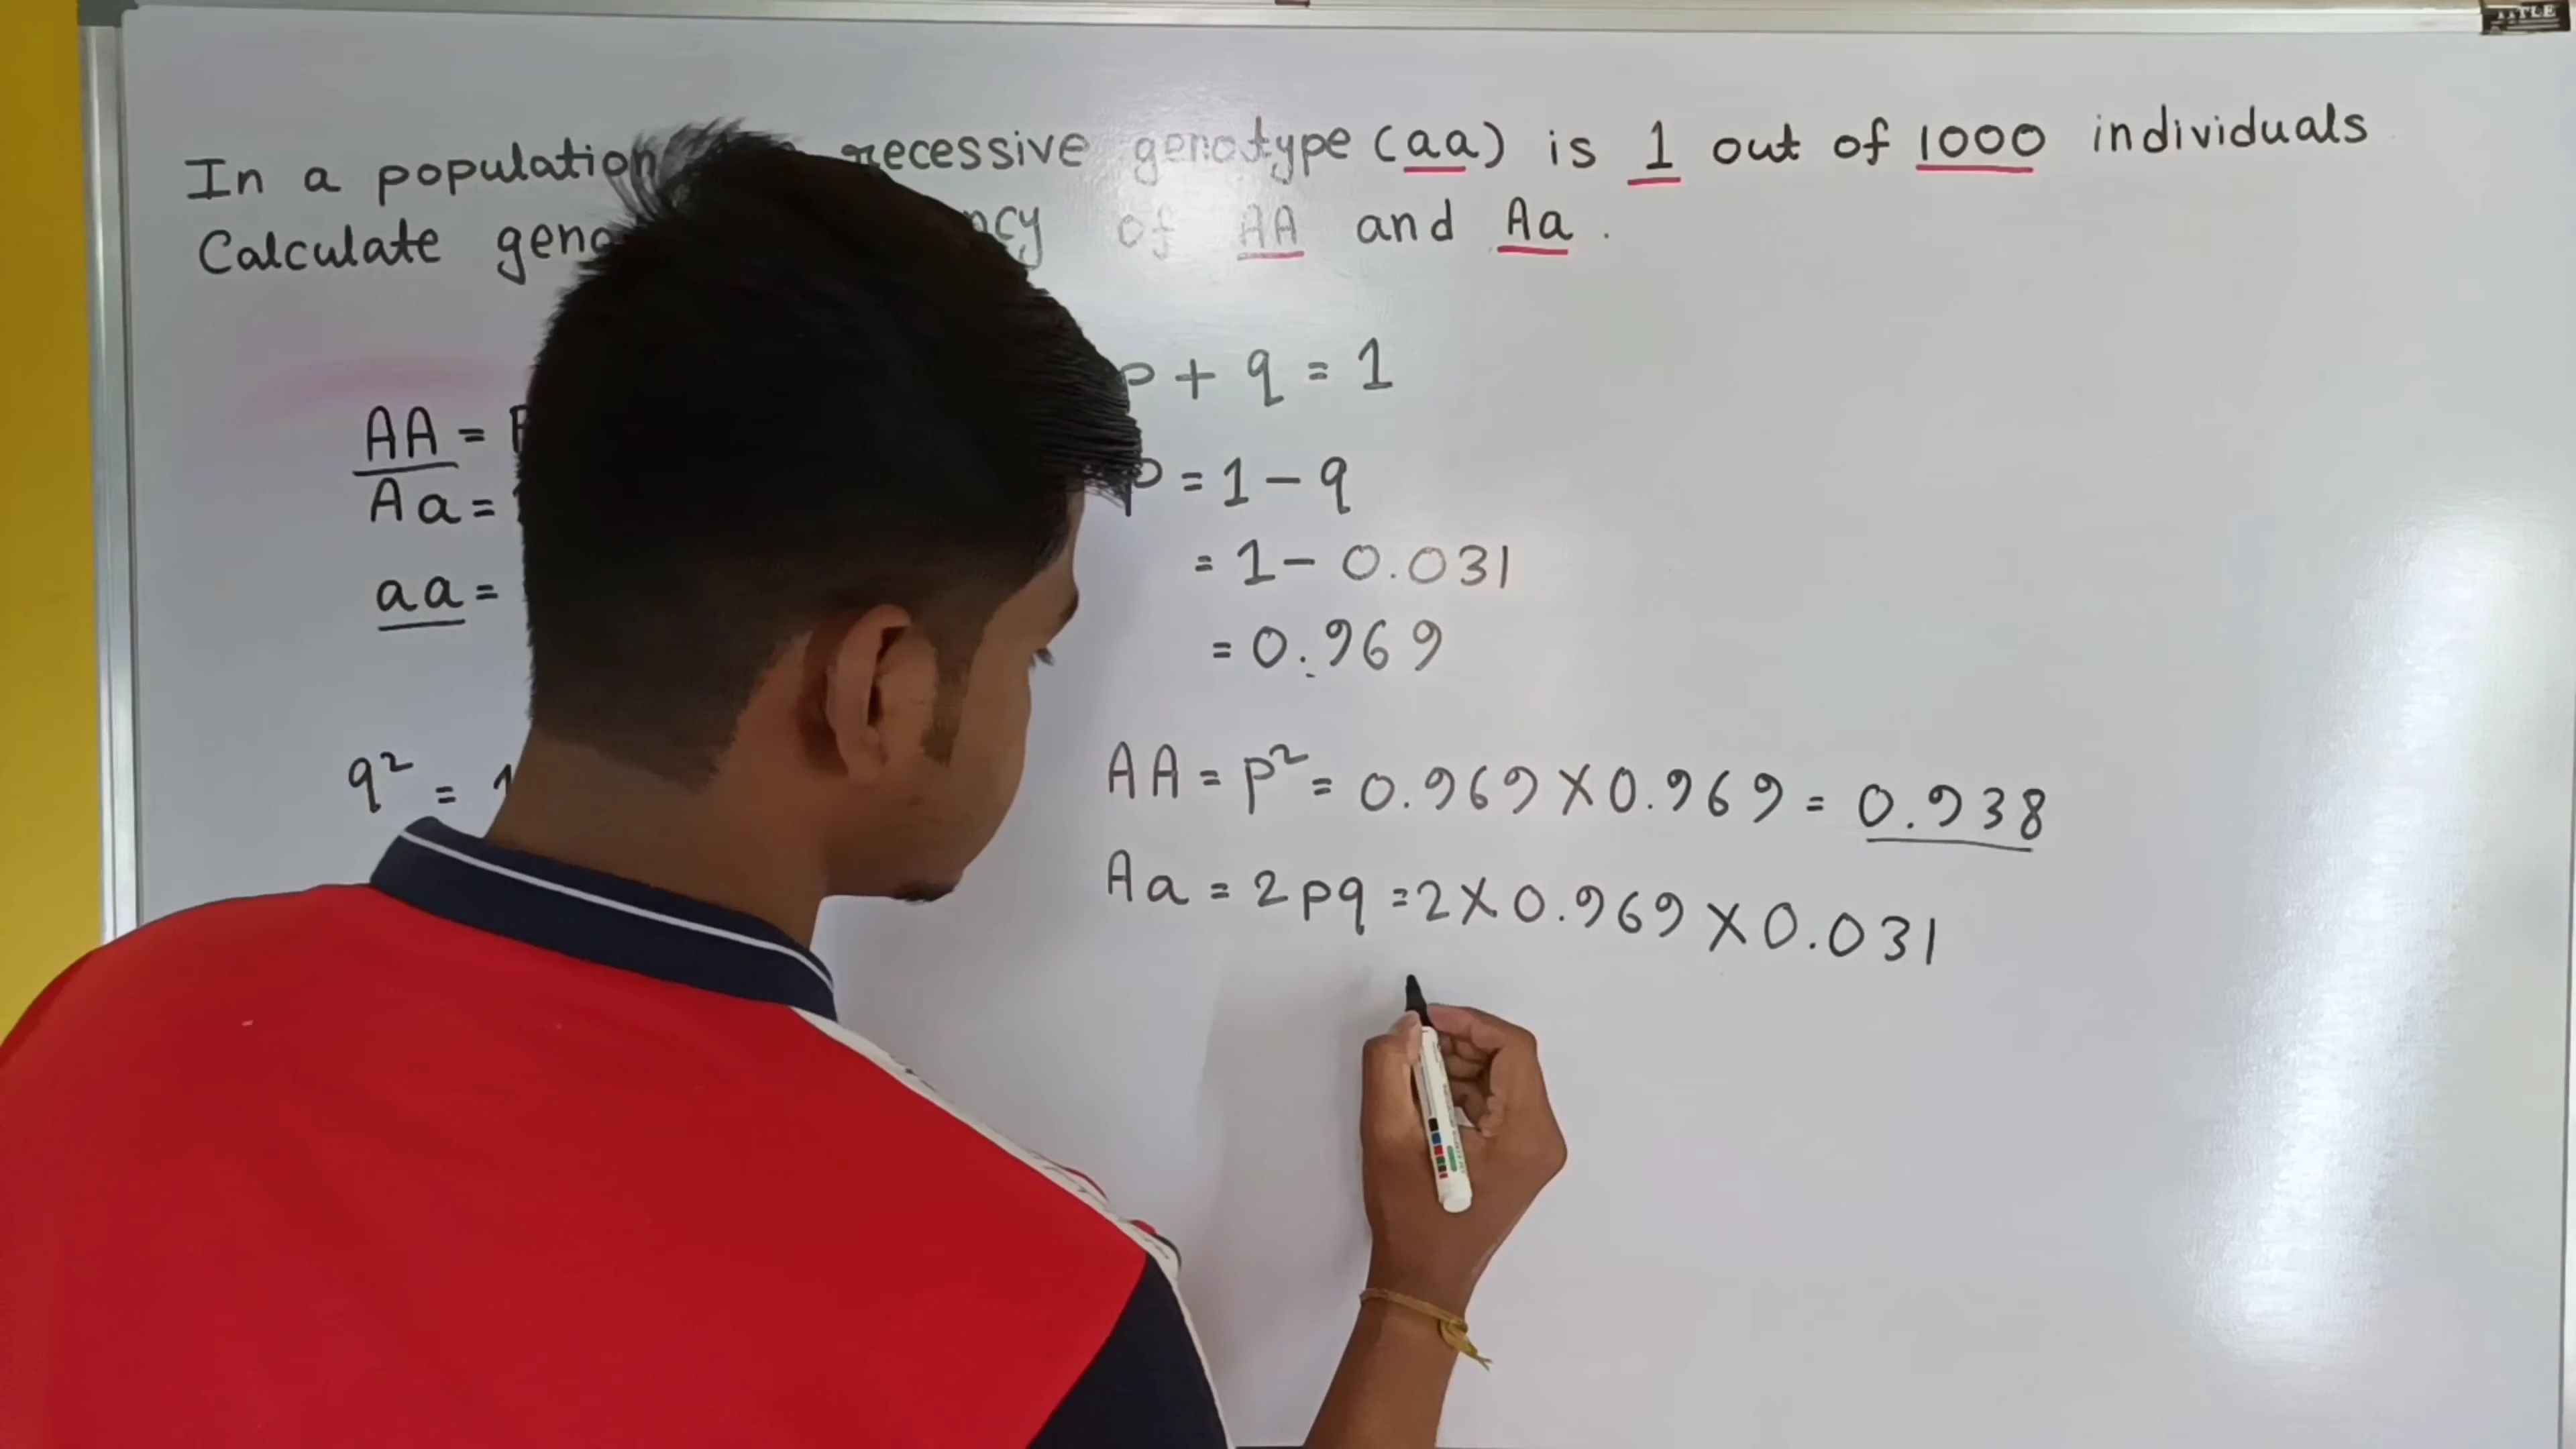 In a population recessive genotype (aa) is 1 out of 1000 individuals
Calculate of AA and Aa .
AA =
Aa =
aa =
q² =
p + q = 1
p = 1 - q
= 1 - 0.031
= 0.969
AA = p² = 0.969 X 0.969 = 0.938
Aa = 2pq = 2 X 0.969 X 0.031